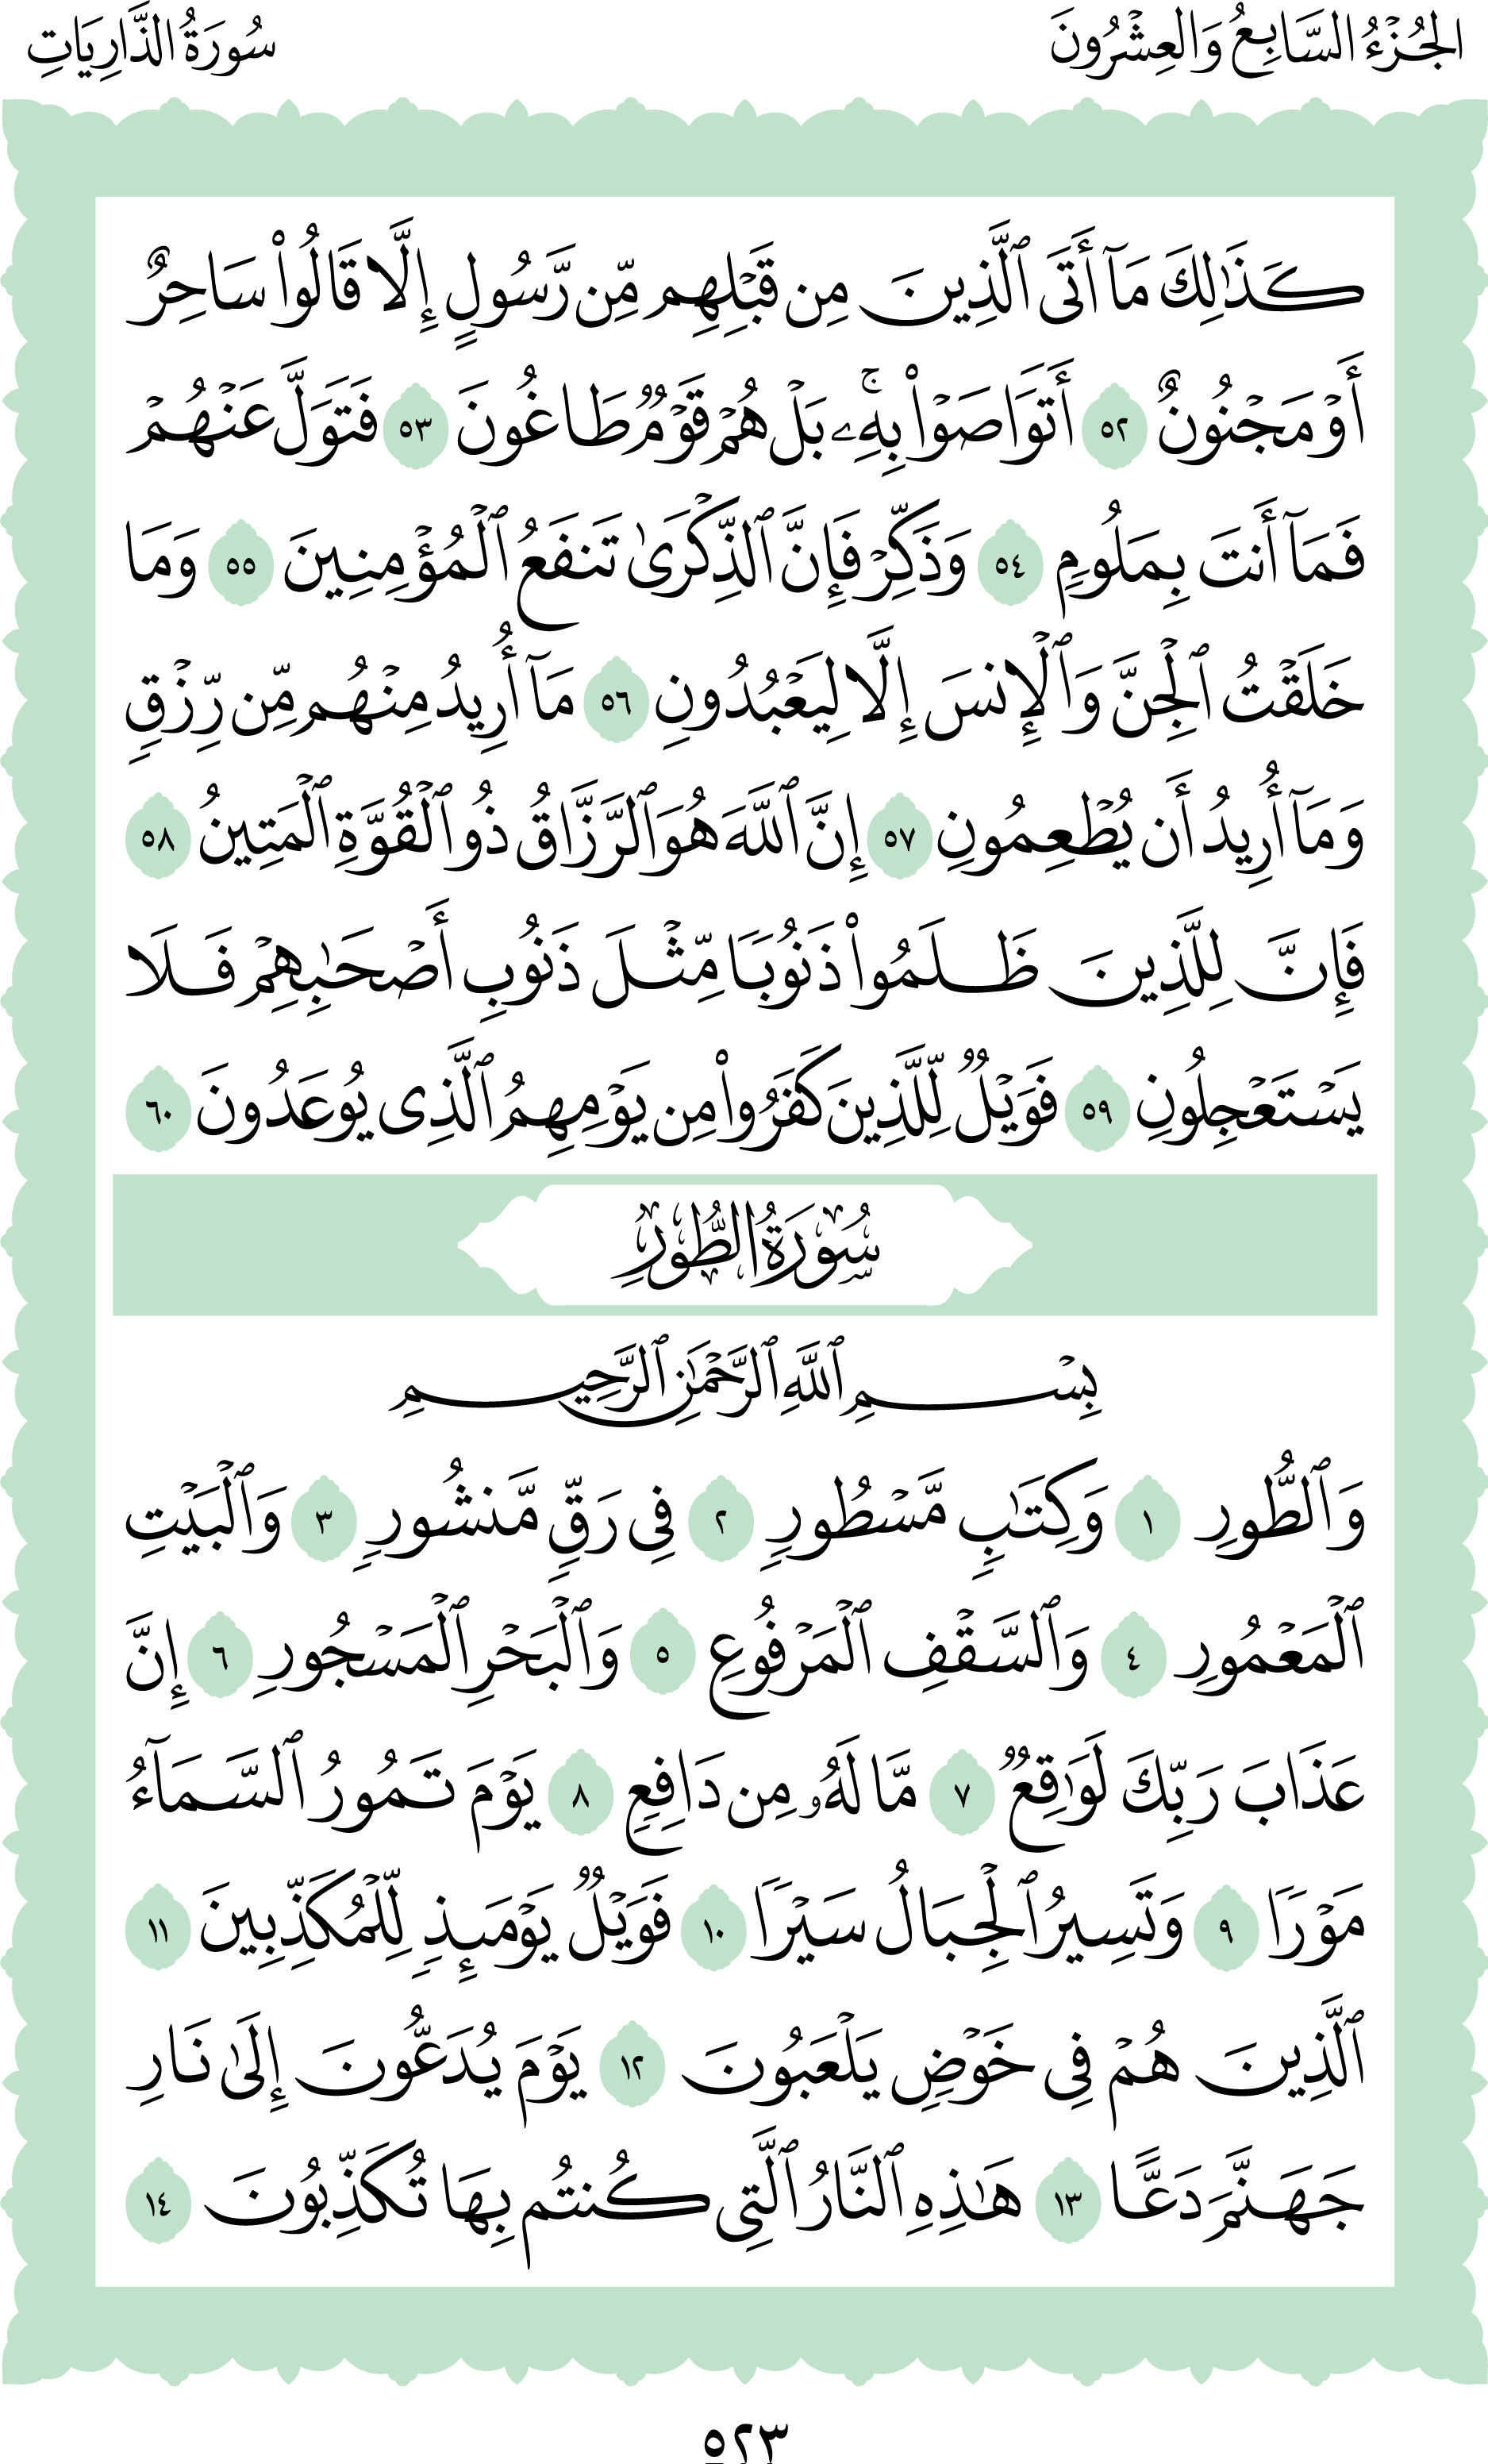 الجُزْءُ السَّابِعُ وَالعِشْرُونَ
سُورَةُ الذَّارِيَاتِ
كَذَٰلِكَ مَآ أَتَى ٱلَّذِينَ مِن قَبۡلِهِم مِّن رَّسُولٍ إِلَّا قَالُواْ سَاحِرٌ
أَوۡ مَجۡنُونٌ ٥٢ أَتَوَاصَوۡاْ بِهِۦۚ بَلۡ هُمۡ قَوۡمٞ طَاغُونَ ٥٣ فَتَوَلَّ عَنۡهُمۡ
فَمَآ أَنتَ بِمَلُومٖ ٥٤ وَذَكِّرۡ فَإِنَّ ٱلذِّكۡرَىٰ تَنفَعُ ٱلۡمُؤۡمِنِينَ ٥٥ وَمَا
خَلَقۡتُ ٱلۡجِنَّ وَٱلۡإِنسَ إِلَّا لِيَعۡبُدُونِ ٥٦ مَآ أُرِيدُ مِنۡهُم مِّن رِّزۡقٖ
وَمَآ أُرِيدُ أَن يُطۡعِمُونِ ٥٧ إِنَّ ٱللَّهَ هُوَ ٱلرَّزَّاقُ ذُو ٱلۡقُوَّةِ ٱلۡمَتِينُ ٥٨
فَإِنَّ لِلَّذِينَ ظَلَمُواْ ذَنُوبٗا مِّثۡلَ ذَنُوبِ أَصۡحَٰبِهِمۡ فَلَا
يَسۡتَعۡجِلُونِ ٥٩ فَوَيۡلٞ لِّلَّذِينَ كَفَرُواْ مِن يَوۡمِهِمُ ٱلَّذِي يُوعَدُونَ ٦٠
سُورَةُ الطُّورِ
بِسۡمِ ٱللَّهِ ٱلرَّحۡمَٰنِ ٱلرَّحِيمِ
وَٱلطُّورِ ١ وَكِتَٰبٖ مَّسۡطُورٖ ٢ فِي رَقّٖ مَّنشُورٖ ٣ وَٱلۡبَيۡتِ
ٱلۡمَعۡمُورِ ٤ وَٱلسَّقۡفِ ٱلۡمَرۡفُوعِ ٥ وَٱلۡبَحۡرِ ٱلۡمَسۡجُورِ ٦ إِنَّ
عَذَابَ رَبِّكَ لَوَٰقِعٞ ٧ مَّا لَهُۥ مِن دَافِعٖ ٨ يَوۡمَ تَمُورُ ٱلسَّمَآءُ
مَوۡرٗا ٩ وَتَسِيرُ ٱلۡجِبَالُ سَيۡرٗا ١٠ فَوَيۡلٞ يَوۡمَئِذٖ لِّلۡمُكَذِّبِينَ ١١
ٱلَّذِينَ هُمۡ فِي خَوۡضٖ يَلۡعَبُونَ ١٢ يَوۡمَ يُدَعُّونَ إِلَىٰ نَارِ
جَهَنَّمَ دَعًّا ١٣ هَٰذِهِ ٱلنَّارُ ٱلَّتِي كُنتُم بِهَا تُكَذِّبُونَ ١٤
٥٢٣